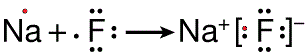 Na + F → Na⁺ [F]⁻